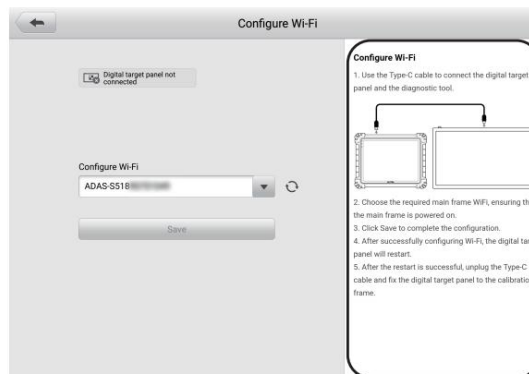 Configure Wi-Fi
Digital target panel not
connected
Configure Wi-Fi
ADAS-S518
Save
Configure Wi-Fi
1. Use the Type-C cable to connect the digital target
panel and the diagnostic tool.
2. Choose the required main frame WiFi, ensuring
the main frame is powered on.
3. Click Save to complete the configuration.
4. After successfully configuring Wi-Fi, the digital
panel will restart.
5. After the restart is successful, unplug the Type-C
cable and fix the digital target panel to the
frame.